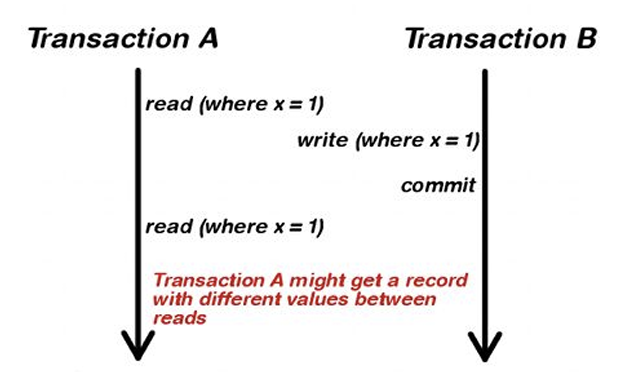 Transaction A
Transaction B
read (where x = 1)
write (where x = 1)
commit
read (where x = 1)
Transaction A might get a record
with different values between
reads